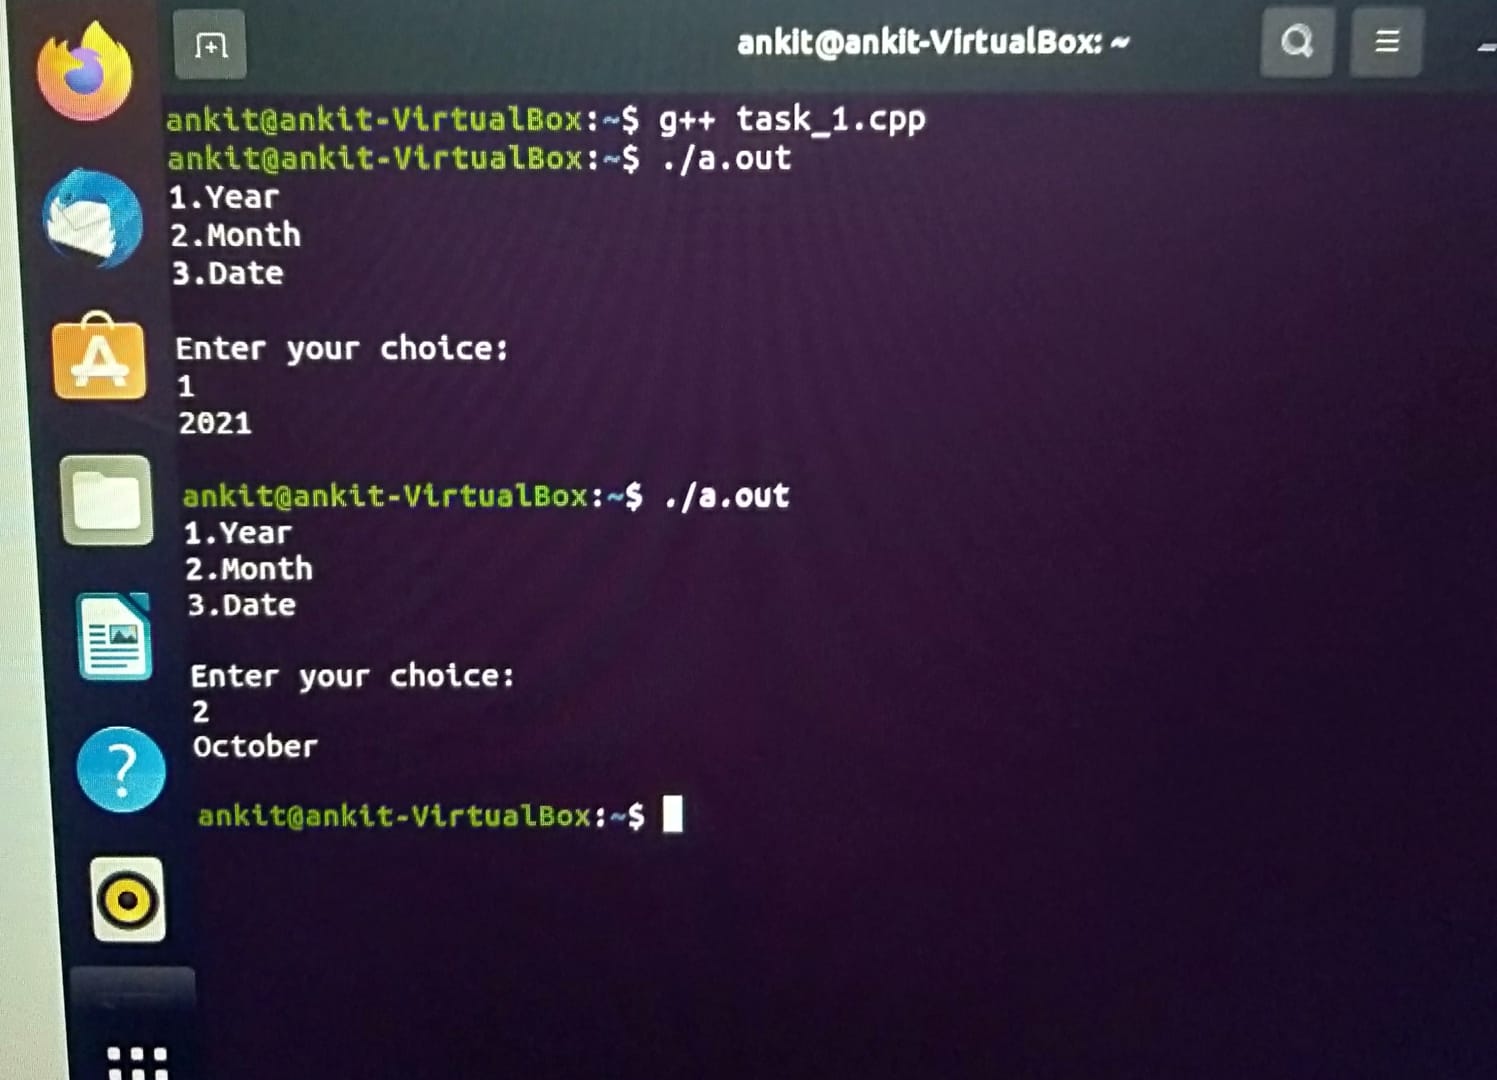 ankit@ankit-VirtualBox: ~
ankit@ankit-VirtualBox:~$ g++ task_1.cpp
ankit@ankit-VirtualBox:~$ ./a.out
1.Year
2.Month
3.Date
Enter your choice:
1
2021
ankit@ankit-VirtualBox:~$ ./a.out
1.Year
2.Month
3.Date
Enter your choice:
2
October
ankit@ankit-VirtualBox:~$